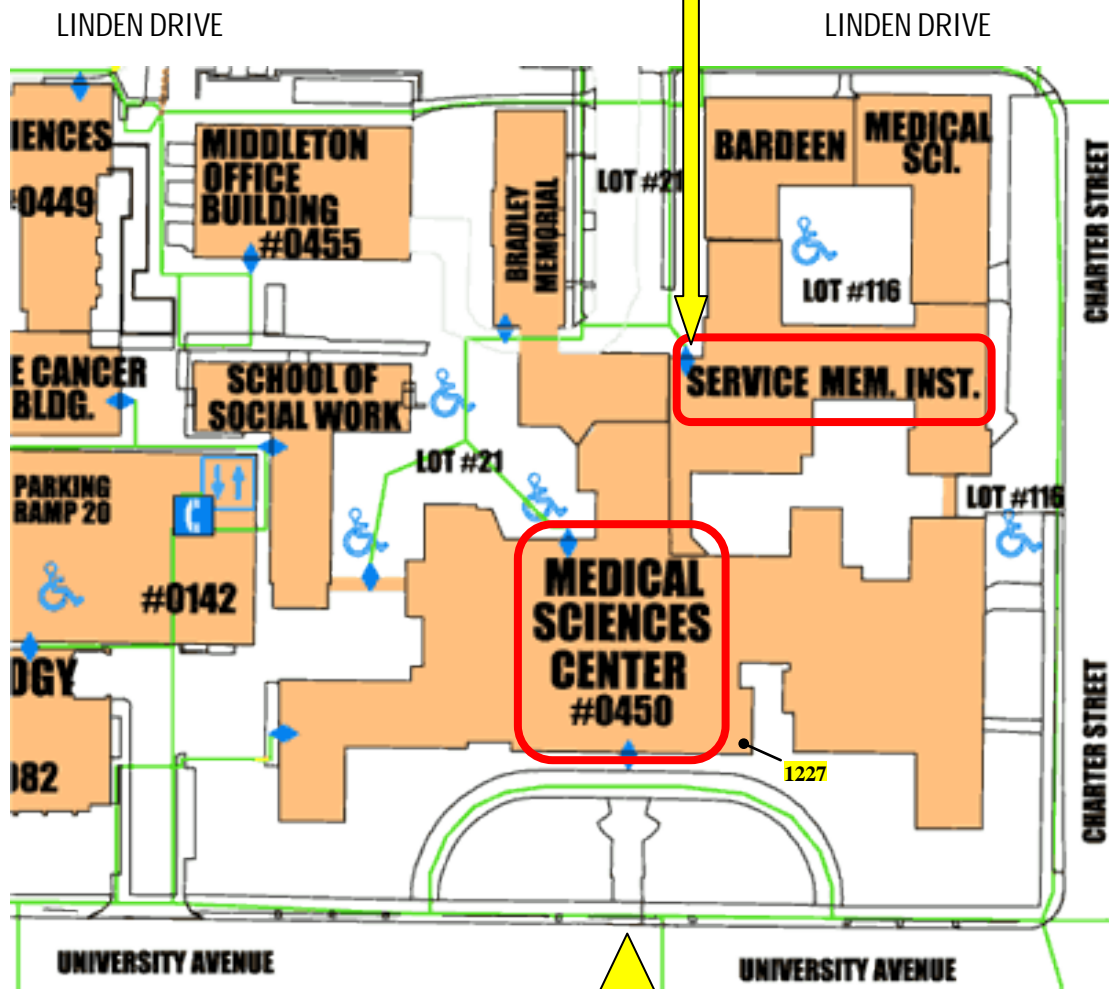 LINDEN DRIVE
LINDEN DRIVE
IENCES
#0449
MIDDLETON
OFFICE
BUILDING
#0455
BRADLEY
MEMORIAL
LOT #21
BARDEEN
MEDICAL
SCI.
LOT #116
CHARTER STREET
E CANCER
BLDG.
SCHOOL OF
SOCIAL WORK
SERVICE MEM. INST.
LOT #21
PARKING
RAMP 20
#0142
LOT #116
MEDICAL
SCIENCES
CENTER
#0450
OGY
082
1227
CHARTER STREET
UNIVERSITY AVENUE
UNIVERSITY AVENUE